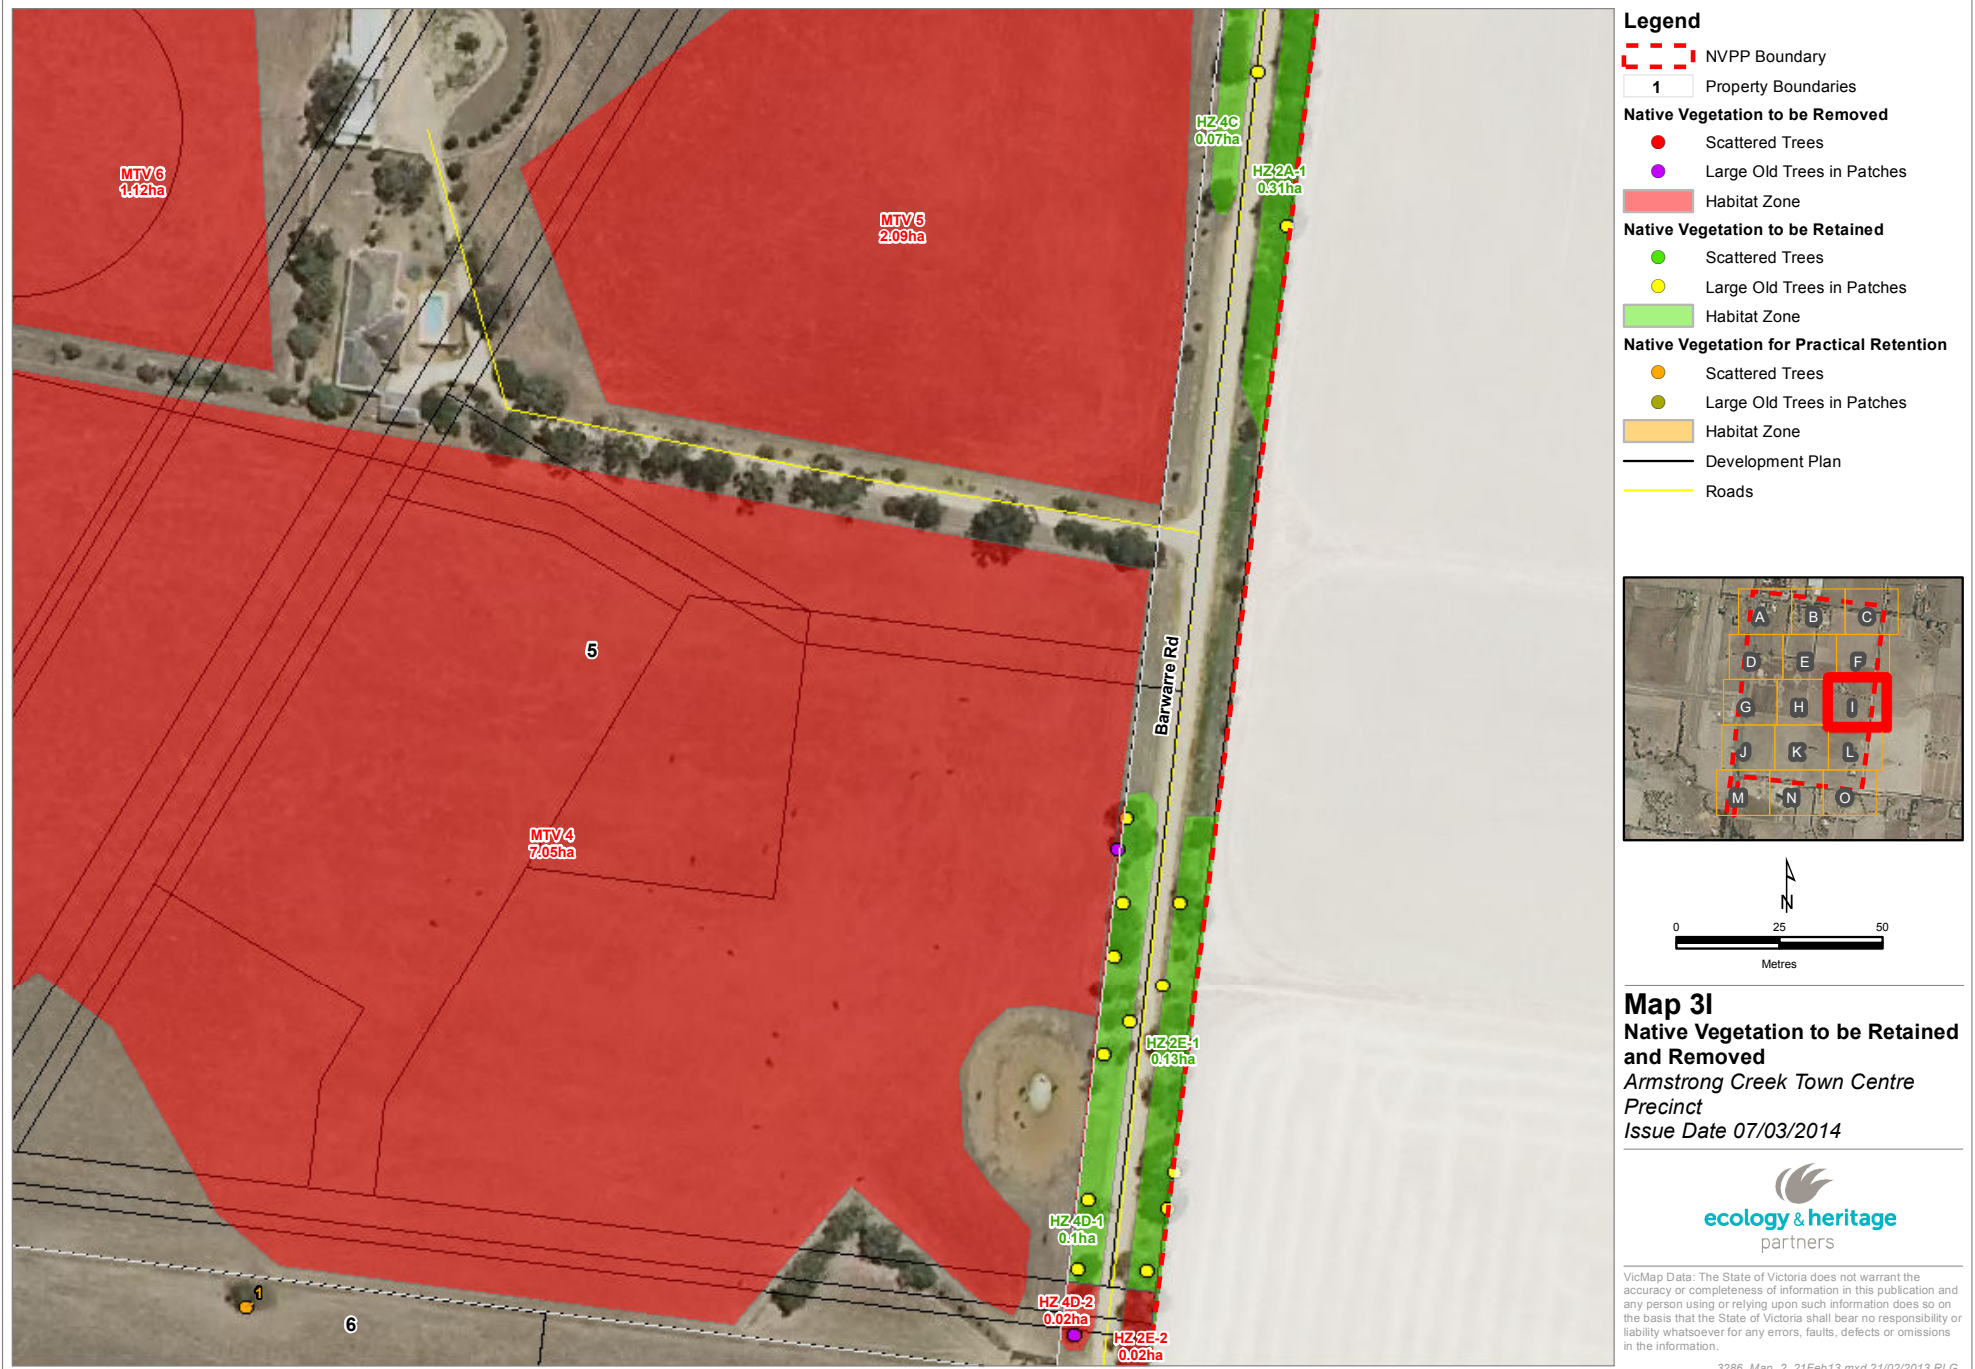 MTV 6
1.12ha
MTV 5
2.09ha
HZ 4C
0.07ha
HZ 2A-1
0.31ha
5
Barwarre Rd
MTV 4
7.05ha
HZ 2E-1
0.13ha
HZ 4D-1
0.1ha
HZ 4D-2
0.02ha
HZ 2E-2
0.02ha
1
6
Legend
NVPP Boundary
1 Property Boundaries
Native Vegetation to be Removed
Scattered Trees
Large Old Trees in Patches
Habitat Zone
Native Vegetation to be Retained
Scattered Trees
Large Old Trees in Patches
Habitat Zone
Native Vegetation for Practical Retention
Scattered Trees
Large Old Trees in Patches
Habitat Zone
Development Plan
Roads
A B C
D E F
G H I
J K L
M N O
N
0 25 50
Metres
Map 3I
Native Vegetation to be Retained
and Removed
Armstrong Creek Town Centre
Precinct
Issue Date 07/03/2014
ecology & heritage
partners
VicMap Data: The State of Victoria does not warrant the
accuracy or completeness of information in this publication and
any person using or relying upon such information does so on
the basis that the State of Victoria shall bear no responsibility or
liability whatsoever for any errors, faults, defects or omissions
in the information.
3286_Map_2_21Feb13.mxd 21/02/2013 RLG